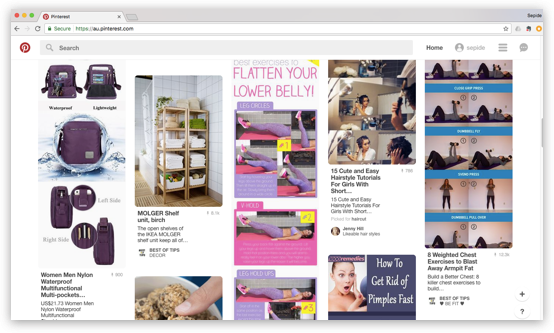 Pinterest
Sepide
Secure
https://au.pinterest.com
Search
Home
sepide
Waterproof
Lightweight
Left Side
Right Side
Women Men Nylon
Waterproof
Multifunctional
Multi-pockets...
US$21.73 Women Men
Nylon Waterproof
Multifunctional
MOLGER Shelf
unit, birch
8.1k
The open shelves of
the IKEA MOLGER
shelf unit keep all of...
BEST OF TIPS
DECOR
best exercises to
FLATTEN YOUR
LOWER BELLY!
LEG CIRCLES
#1
V HOLD
#2
LEG HOLD UPS
#3
15 Cute and Easy
Hairstyle Tutorials
For Girls With
Short...
15 Cute and Easy
Hairstyle Tutorials
For Girls With Short...
Picked for haircut
Jenny Hill
Likeable hair styles
How To
Get Rid of
Pimples Fast
CLOSE GRIP PRESS
DUMBBELL FLY
DUMBBELL PULL OVER
8 Weighted Chest
Exercises to Blast
Away Armpit Fat
Build a Better Chest: 8
killer chest exercises to
build...
BEST OF TIPS
♥ BE FIT ♥
+
?